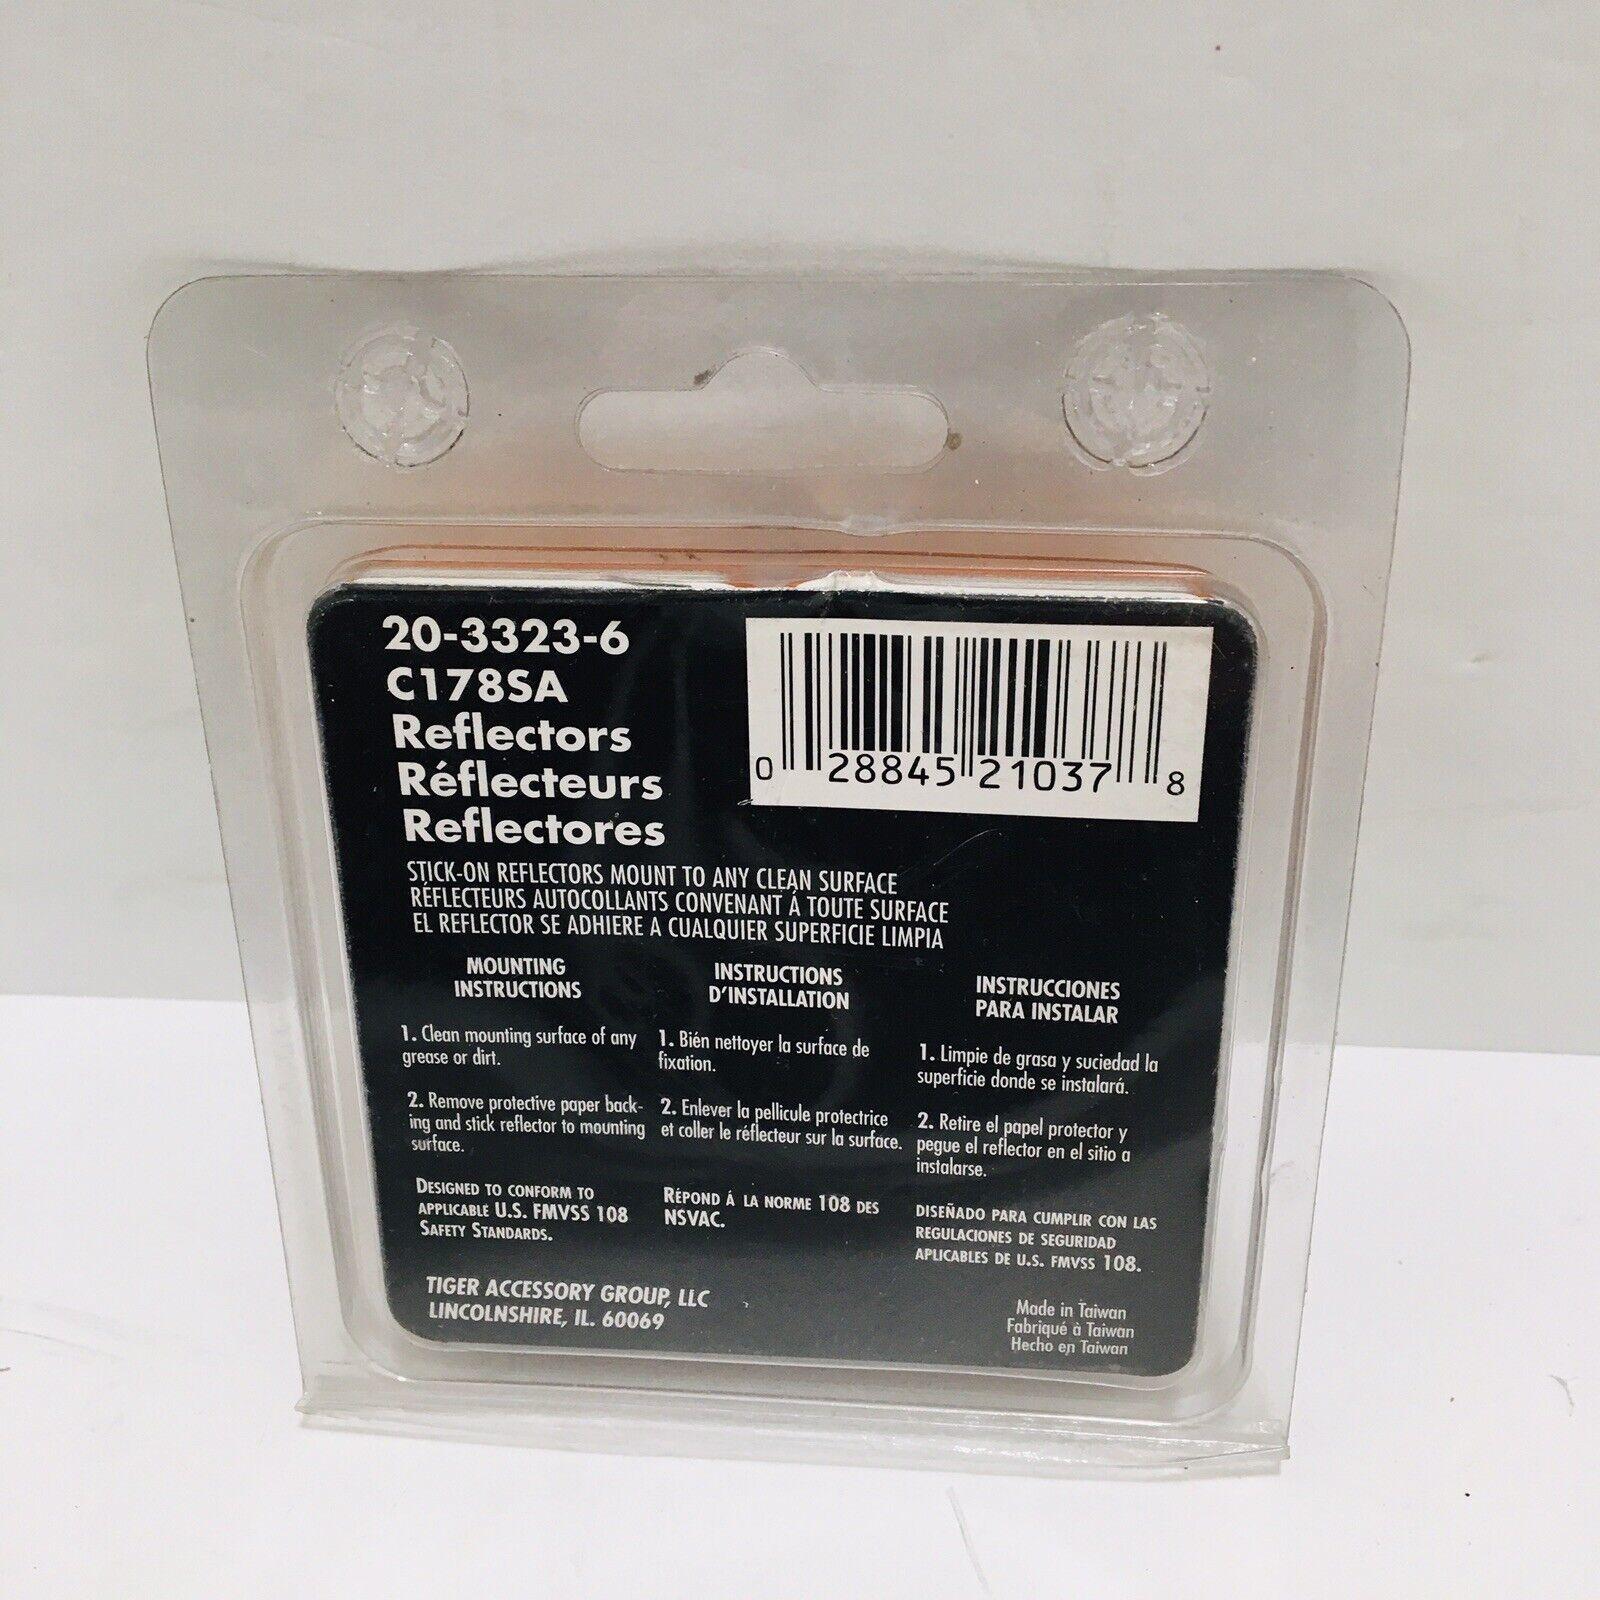 20-3323-6
C178SA
Reflectors
Réflecteurs
Reflectores
0 28845 21037 8
STICK-ON REFLECTORS MOUNT TO ANY CLEAN SURFACE
RÉFLECTEURS AUTOCOLLANTS CONVENANT Á TOUTE SURFACE
EL REFLECTOR SE ADHIERE A CUALQUIER SUPERFICIE LIMPIA
MOUNTING
INSTRUCTIONS
1. Clean mounting surface of any
grease or dirt.
2. Remove protective paper back-
ing and stick reflector to mounting
surface.
DESIGNED TO CONFORM TO
APPLICABLE U.S. FMVSS 108
SAFETY STANDARDS.
INSTRUCTIONS
D'INSTALLATION
1. Bién nettoyer la surface de
fixation.
2. Enlever la pellicule protectrice
et coller le réflecteur sur la surface.
RÉPOND Á LA NORME 108 DES
NSVAC.
INSTRUCCIONES
PARA INSTALAR
1. Limpie de grasa y suciedad la
superficie donde se instalará.
2. Retire el papel protector y
pegue el reflector en el sitio a
instalarse.
DISEÑADO PARA CUMPLIR CON LAS
REGULACIONES DE SEGURIDAD
APLICABLES DE U.S. FMVSS 108.
TIGER ACCESSORY GROUP, LLC
LINCOLNSHIRE, IL. 60069
Made in Taiwan
Fabriqué à Taiwan
Hecho en Taiwan